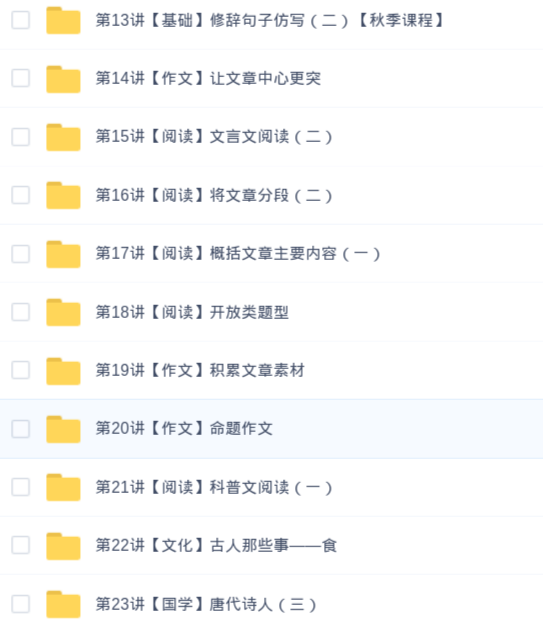 第13讲【基础】修辞句子仿写（二）【秋季课程】
第14讲【作文】让文章中心更突
第15讲【阅读】文言文阅读（二）
第16讲【阅读】将文章分段（二）
第17讲【阅读】概括文章主要内容（一）
第18讲【阅读】开放类题型
第19讲【作文】积累文章素材
第20讲【作文】命题作文
第21讲【阅读】科普文阅读（一）
第22讲【文化】古人那些事——食
第23讲【国学】唐代诗人（三）